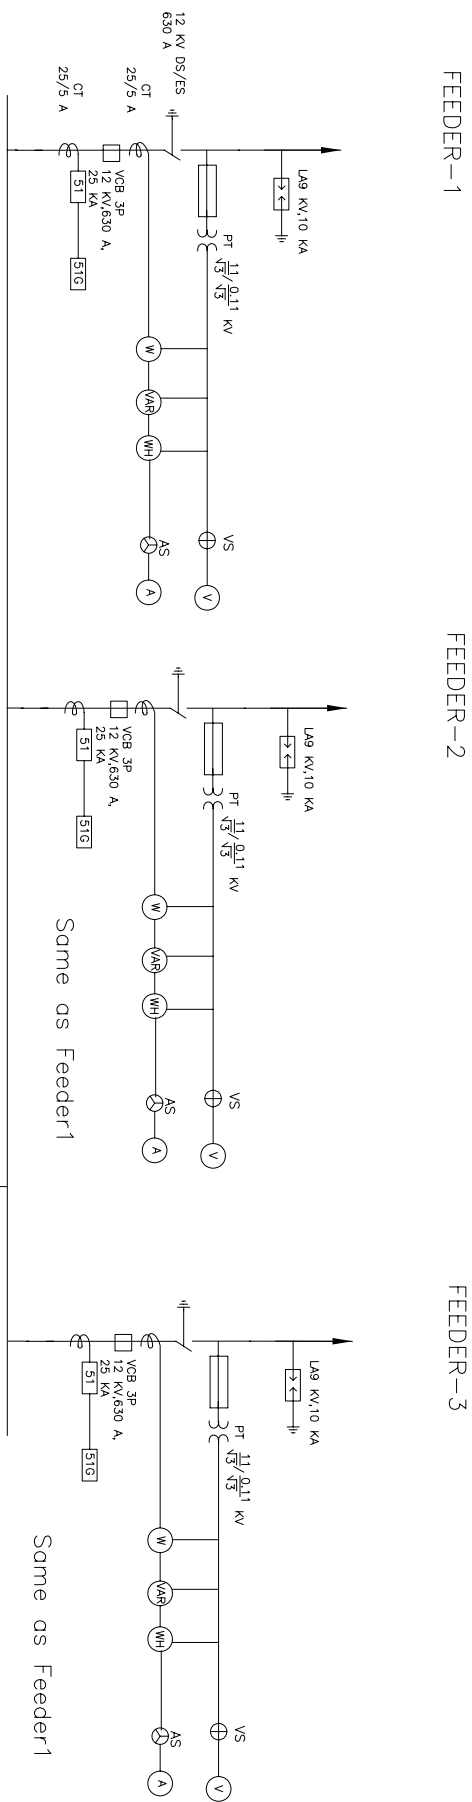 FEEDER-1
LA9 KV,10 KA
12 KV DS/ES
630 A
PT
11/√3 / 0.11/√3 KV
CT
25/5 A
VCB 3P
12 KV,630 A,
25 KA
CT
25/5 A
51
51G
W
VAR
WH
VS
V
AS
A
FEEDER-2
LA9 KV,10 KA
PT
11/√3 / 0.11/√3 KV
VCB 3P
12 KV,630 A,
25 KA
51
51G
W
VAR
WH
VS
V
AS
A
Same as Feeder1
FEEDER-3
LA9 KV,10 KA
PT
11/√3 / 0.11/√3 KV
VCB 3P
12 KV,630 A,
25 KA
51
51G
W
VAR
WH
VS
V
AS
A
Same as Feeder1